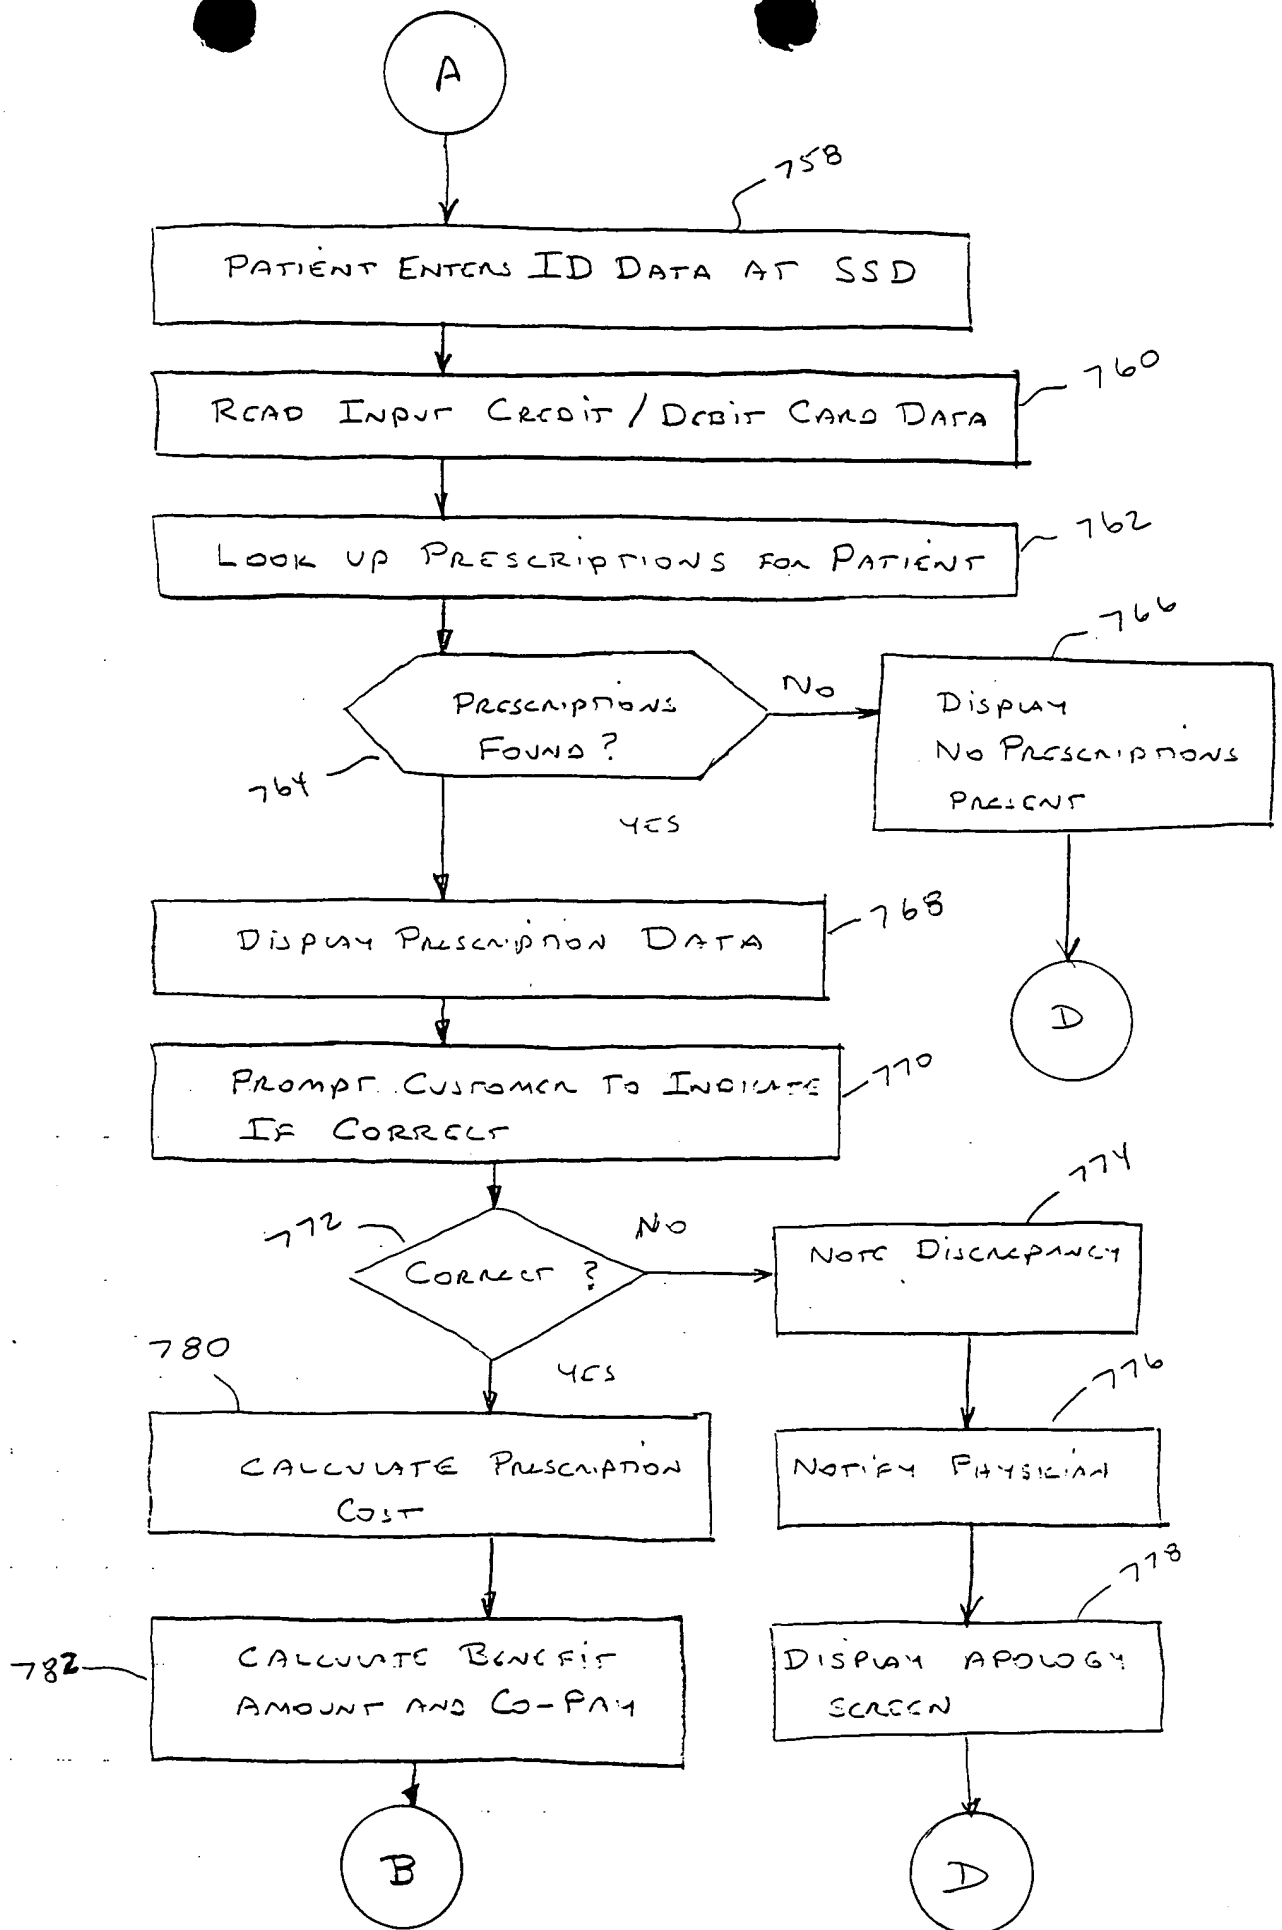 A
758
PATIENT ENTERS ID DATA AT SSD
760
READ INPUT CREDIT / DEBIT CARD DATA
762
LOOK UP PRESCRIPTIONS FOR PATIENT
766
PRESCRIPTIONS
FOUND?
NO
764
YES
DISPLAY
NO PRESCRIPTIONS
PRESENT
768
DISPLAY PRESCRIPTION DATA
D
770
PROMPT CUSTOMER TO INDICATE
IF CORRECT
772
CORRECT?
NO
YES
774
NOTE DISCREPANCY
780
CALCULATE PRESCRIPTION
COST
776
NOTIFY PHYSICIAN
782
CALCULATE BENEFIT
AMOUNT AND CO-PAY
778
DISPLAY APOLOGY
SCREEN
B
D